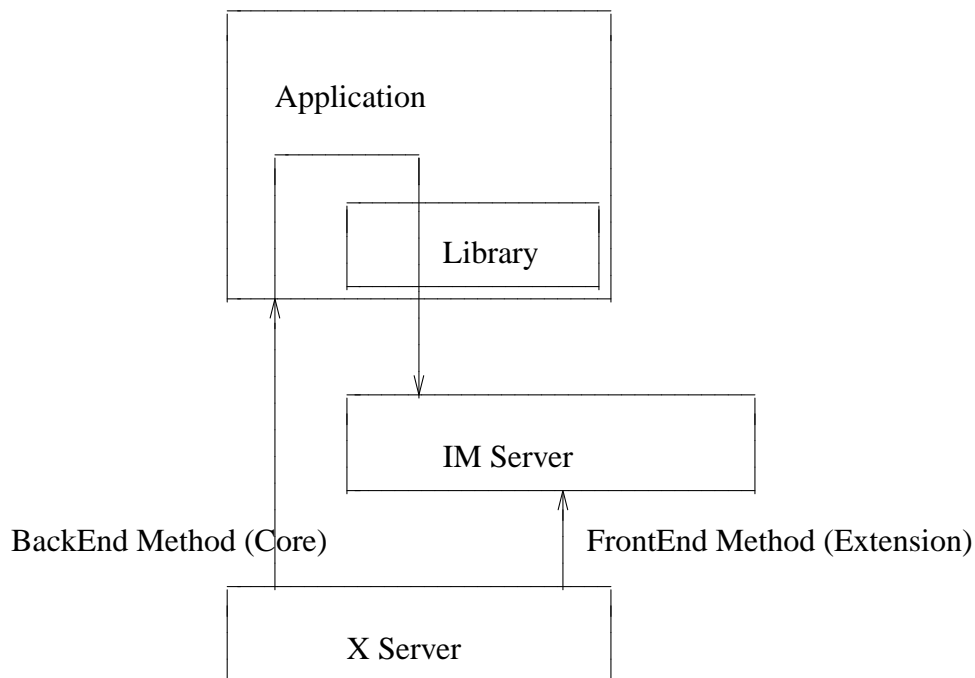 Application
Library
IM Server
BackEnd Method (Core)
FrontEnd Method (Extension)
X Server